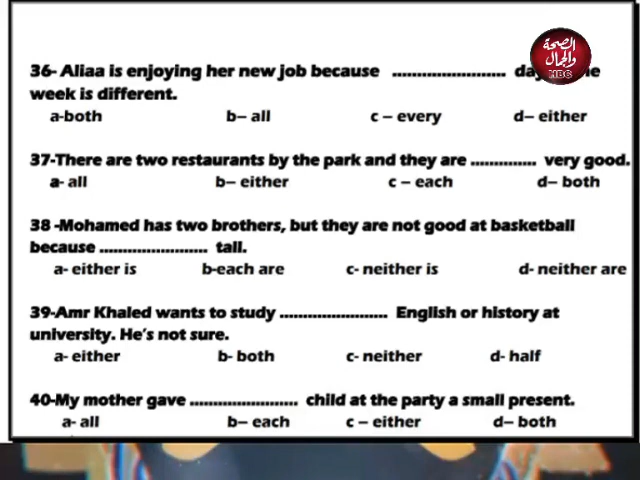 الصحة
والجمال
MBC
36- Aliaa is enjoying her new job because ........................ day
week is different.
a-both b– all c – every d– either
37-There are two restaurants by the park and they are .............. very good.
a- all b– either c – each d– both
38 -Mohamed has two brothers, but they are not good at basketball
because ....................... tall.
a- either is b-each are c- neither is d- neither are
39-Amr Khaled wants to study ....................... English or history at
university. He's not sure.
a- either b- both c- neither d- half
40-My mother gave ....................... child at the party a small present.
a- all b– each c – either d– both